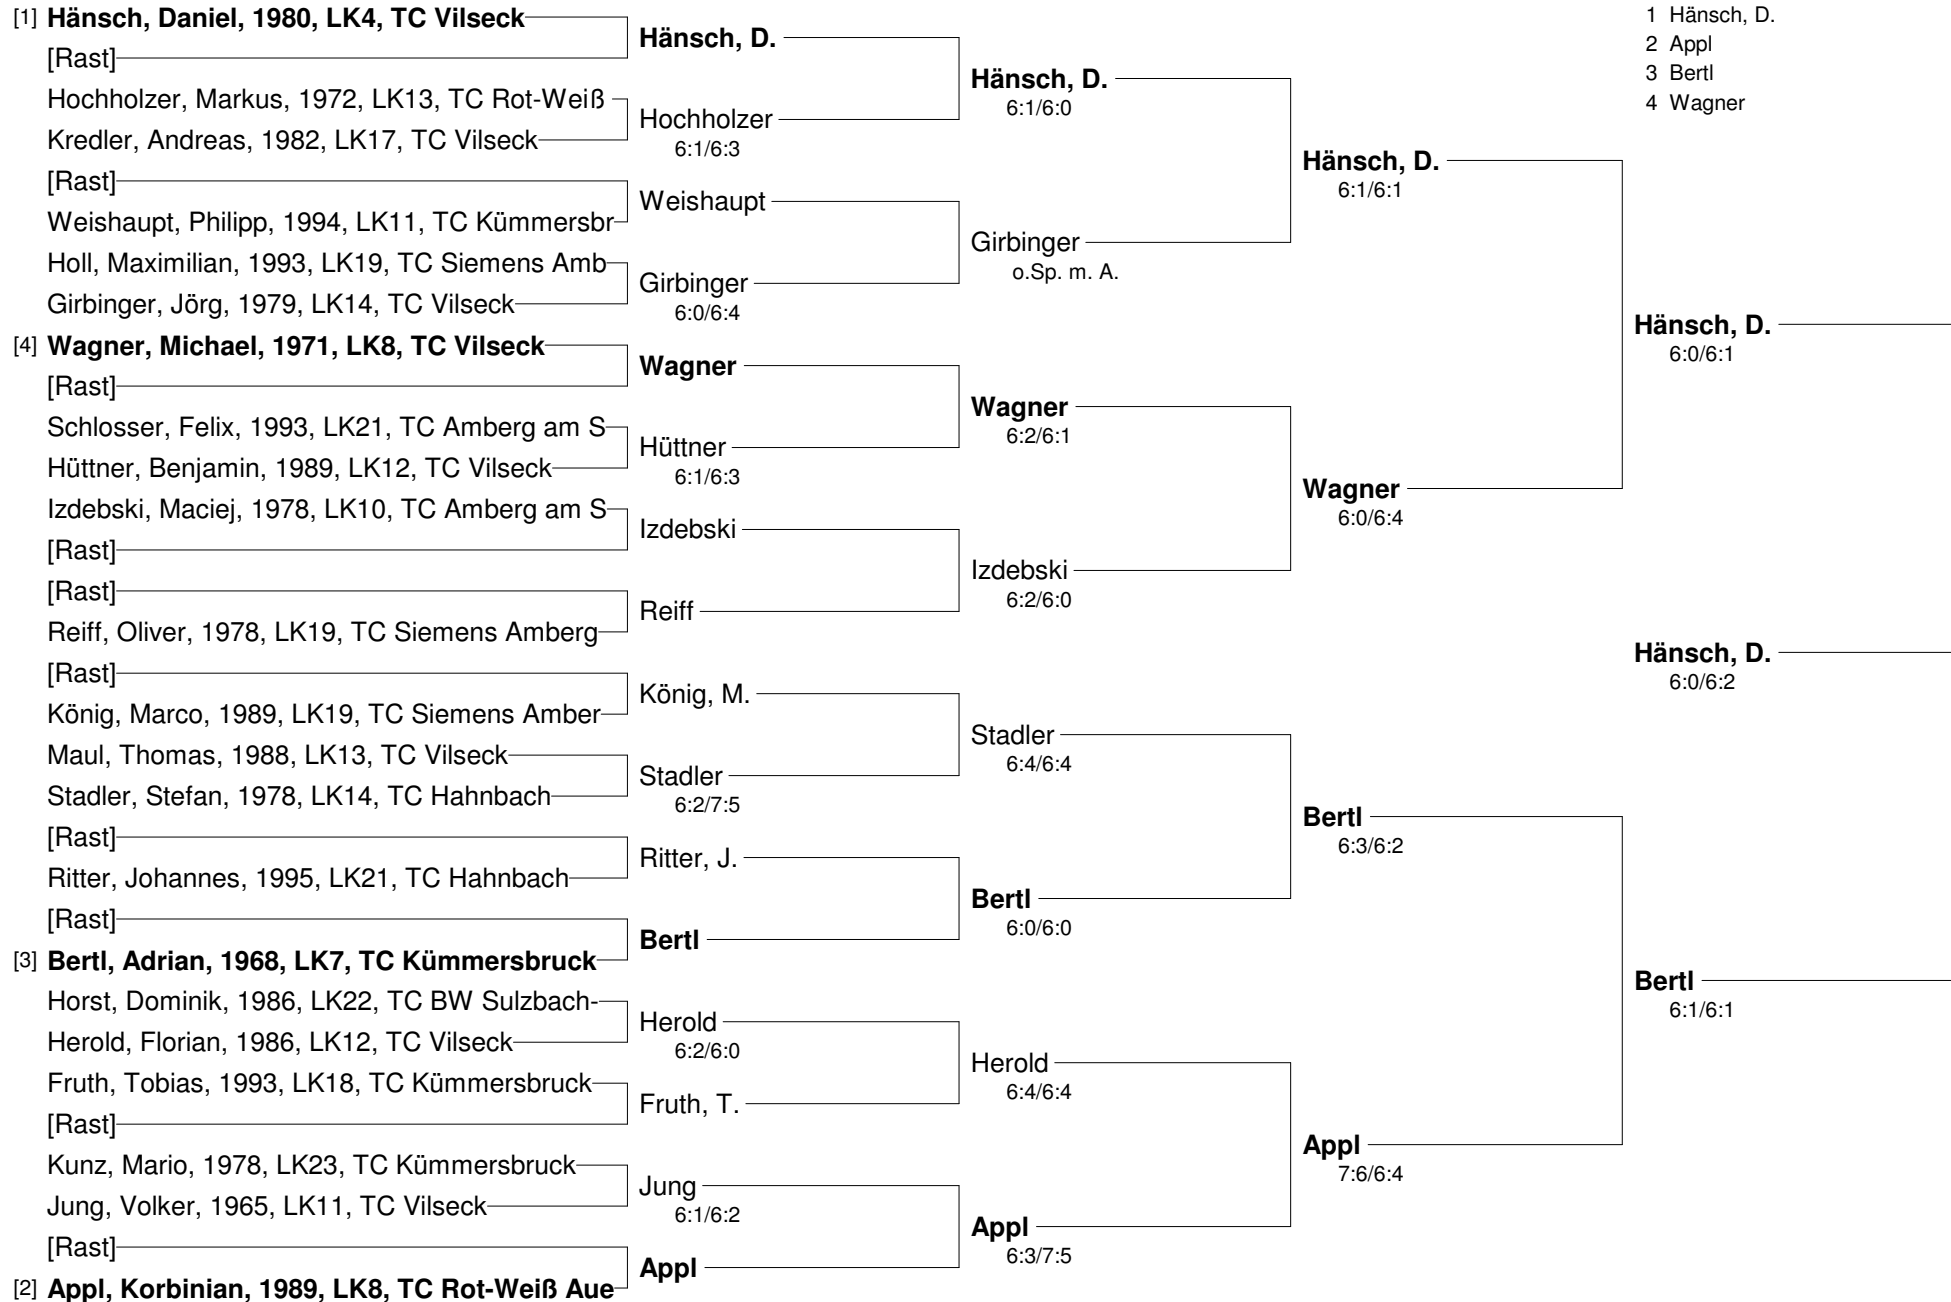 [1] Hänsch, Daniel, 1980, LK4, TC Vilseck
[Rast]
Hochholzer, Markus, 1972, LK13, TC Rot-Weiß
Kredler, Andreas, 1982, LK17, TC Vilseck
[Rast]
Weishaupt, Philipp, 1994, LK11, TC Kümmersbr
Holl, Maximilian, 1993, LK19, TC Siemens Amb
Girbinger, Jörg, 1979, LK14, TC Vilseck
[4] Wagner, Michael, 1971, LK8, TC Vilseck
[Rast]
Schlosser, Felix, 1993, LK21, TC Amberg am S
Hüttner, Benjamin, 1989, LK12, TC Vilseck
Izdebski, Maciej, 1978, LK10, TC Amberg am S
[Rast]
[Rast]
Reiff, Oliver, 1978, LK19, TC Siemens Amberg
[Rast]
König, Marco, 1989, LK19, TC Siemens Amber
Maul, Thomas, 1988, LK13, TC Vilseck
Stadler, Stefan, 1978, LK14, TC Hahnbach
[Rast]
Ritter, Johannes, 1995, LK21, TC Hahnbach
[Rast]
[3] Bertl, Adrian, 1968, LK7, TC Kümmersbruck
Horst, Dominik, 1986, LK22, TC BW Sulzbach-
Herold, Florian, 1986, LK12, TC Vilseck
Fruth, Tobias, 1993, LK18, TC Kümmersbruck
[Rast]
Kunz, Mario, 1978, LK23, TC Kümmersbruck
Jung, Volker, 1965, LK11, TC Vilseck
[Rast]
[2] Appl, Korbinian, 1989, LK8, TC Rot-Weiß Aue
Hänsch, D.
Hochholzer
6:1/6:3
Weishaupt
Girbinger
6:0/6:4
Wagner
Hüttner
6:1/6:3
Izdebski
Reiff
König, M.
Stadler
6:2/7:5
Ritter, J.
Bertl
Herold
6:2/6:0
Fruth, T.
Jung
6:1/6:2
Appl
Hänsch, D.
6:1/6:0
Girbinger
o.Sp. m. A.
Wagner
6:2/6:1
Izdebski
6:2/6:0
Stadler
6:4/6:4
Bertl
6:0/6:0
Herold
6:4/6:4
Appl
6:3/7:5
Hänsch, D.
6:1/6:1
Wagner
6:0/6:4
Bertl
6:3/6:2
Appl
7:6/6:4
1 Hänsch, D.
2 Appl
3 Bertl
4 Wagner
Hänsch, D.
6:0/6:1
Hänsch, D.
6:0/6:2
Bertl
6:1/6:1